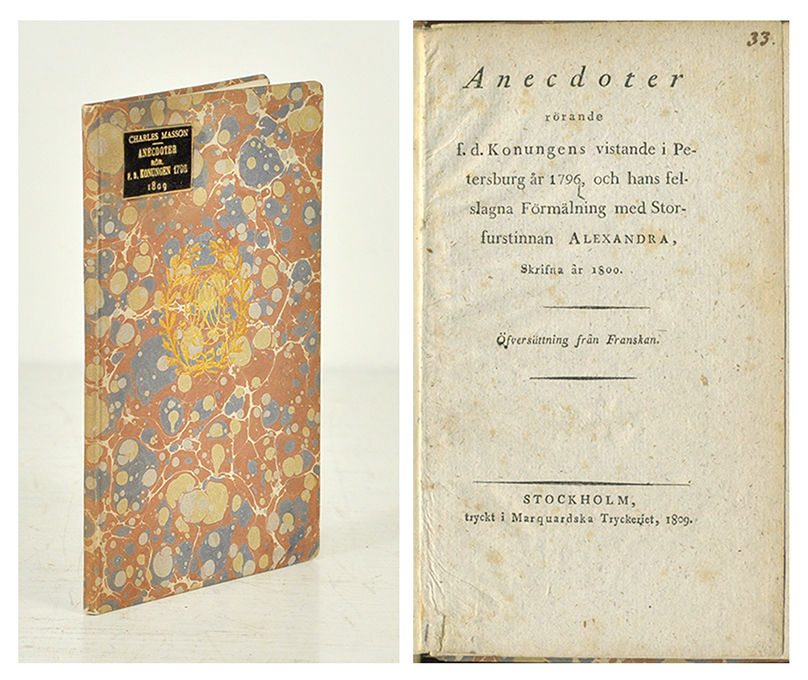 CHARLES MASSON
ANECDOTER
RÖR.
F. D. KONUNGEN 1796
1809
33.
Anecdoter
rörande
f. d. Konungens vistande i Pe-
tersburg år 1796, och hans fel-
slagna Förmälning med Stor-
furstinnan ALEXANDRA,
Skrifna år 1800.
Öfversättning från Franskan.
STOCKHOLM,
tryckt i Marquardska Tryckeriet, 1809.